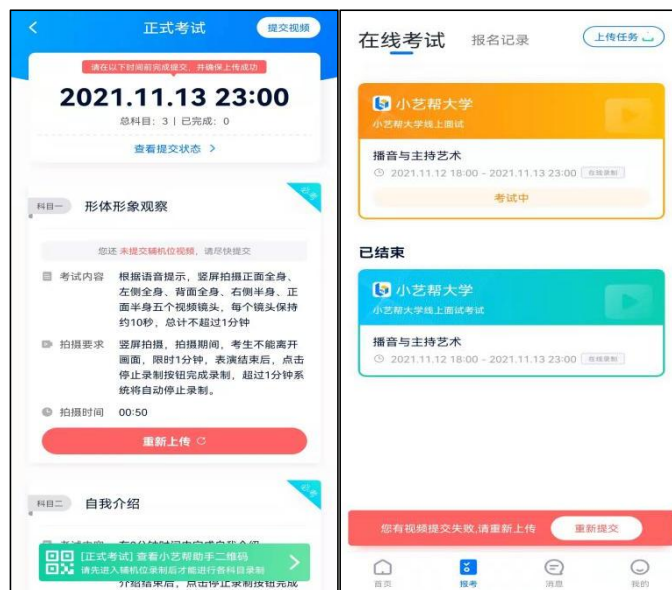 正式考试
提交视频
请在以下时间前完成提交，并确保上传成功
2021.11.13 23:00
总科目：3 | 已完成：0
查看提交状态 >
科目一 形体形象观察
必考
您还 未提交辅机位视频，请尽快提交
考试内容 根据语音提示，竖屏拍摄正面全身、
左侧全身、背面全身、右侧半身、正
面半身五个视频镜头，每个镜头保持
约10秒，总计不超过1分钟
拍摄要求 竖屏拍摄，拍摄期间，考生不能离开
画面，限时1分钟，表演结束后，点击
停止录制按钮完成录制，超过1分钟系
统将自动停止录制。
拍摄时间 00:50
重新上传
科目二 自我介绍
必考
[正式考试] 查看小艺帮助手二维码
请先进入辅机位录制后才能进行各科目录制
介绍结束后，点击停止录制按钮完成
在线考试 报名记录 上传任务
小艺帮大学
小艺帮大学线上面试
播音与主持艺术
2021.11.12 18:00 - 2021.11.13 23:00 在线录制
考试中
已结束
小艺帮大学
小艺帮大学线上面试考试
播音与主持艺术
2021.11.12 18:00 - 2021.11.13 23:00 在线录制
您有视频提交失败,请重新上传 重新提交
首页 报考 消息 我的